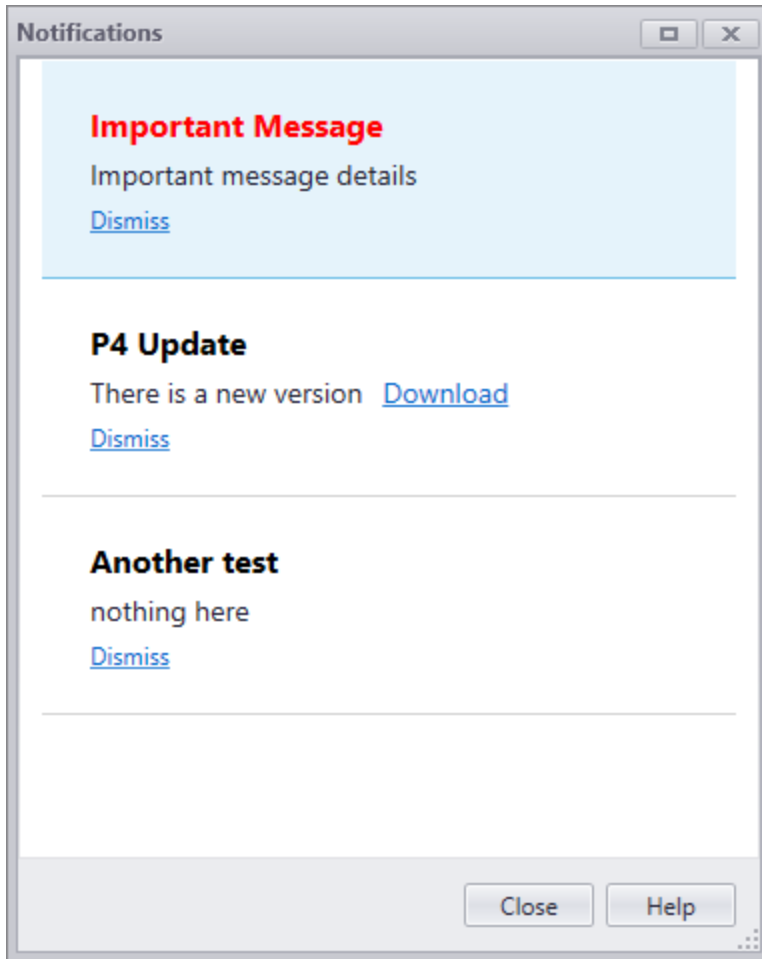 Notifications
Important Message
Important message details
Dismiss
P4 Update
There is a new version Download
Dismiss
Another test
nothing here
Dismiss
Close Help